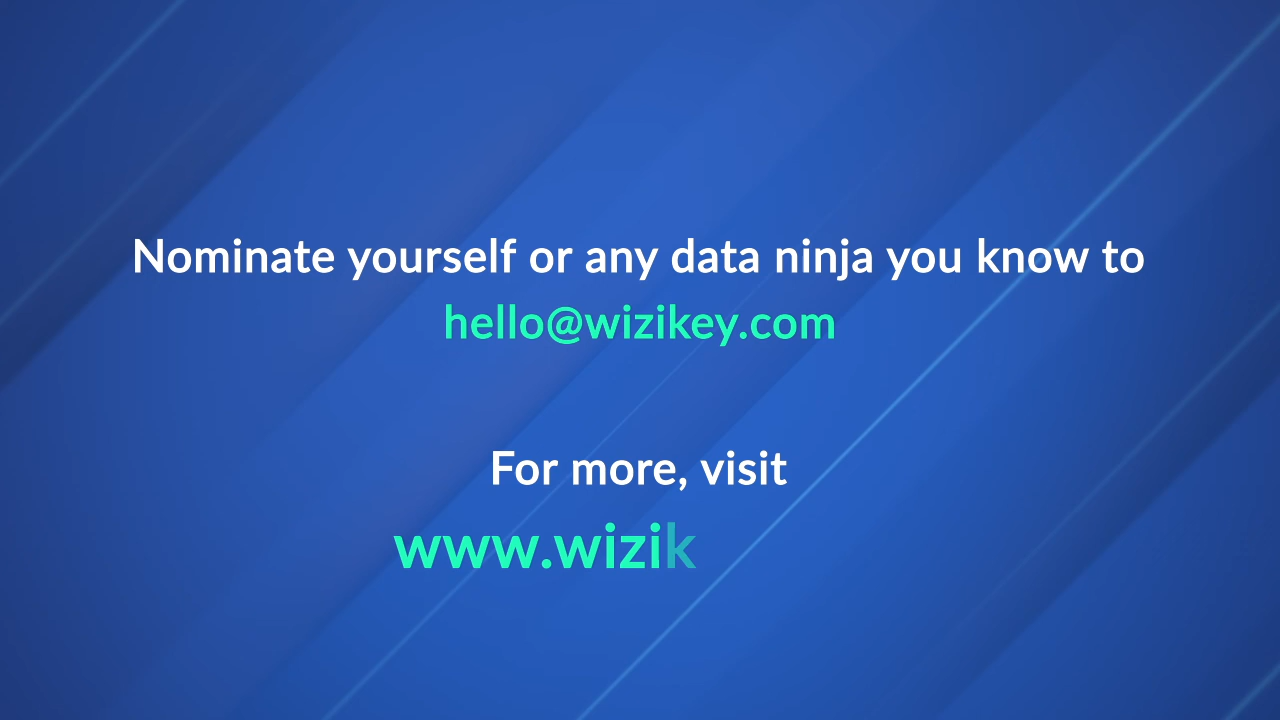 Nominate yourself or any data ninja you know to
hello@wizikey.com
For more, visit
www.wizik